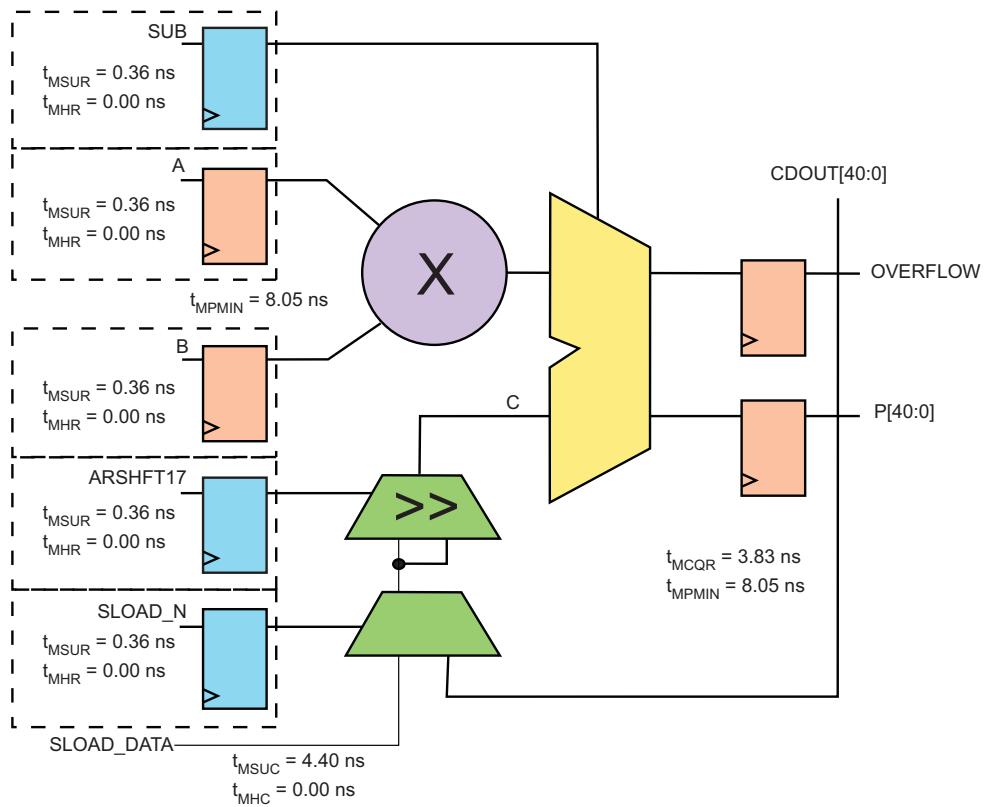 SUB
tMSUR = 0.36 ns
tMHR = 0.00 ns
A
tMSUR = 0.36 ns
tMHR = 0.00 ns
tMPMIN = 8.05 ns
B
tMSUR = 0.36 ns
tMHR = 0.00 ns
ARSHFT17
tMSUR = 0.36 ns
tMHR = 0.00 ns
SLOAD_N
tMSUR = 0.36 ns
tMHR = 0.00 ns
SLOAD_DATA
tMSUC = 4.40 ns
tMHC = 0.00 ns
X
C
>>
CDOUT[40:0]
OVERFLOW
P[40:0]
tMCQR = 3.83 ns
tMPMIN = 8.05 ns